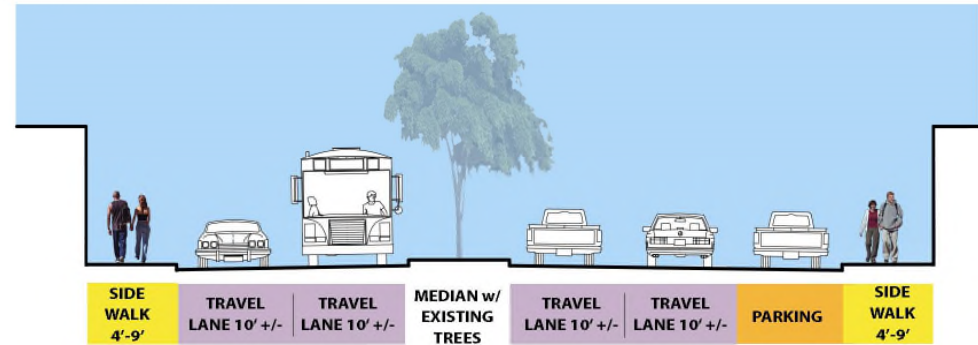 SIDE
WALK
4'-9'
TRAVEL
LANE 10' +/-
TRAVEL
LANE 10' +/-
MEDIAN w/
EXISTING
TREES
TRAVEL
LANE 10' +/-
TRAVEL
LANE 10' +/-
PARKING
SIDE
WALK
4'-9'